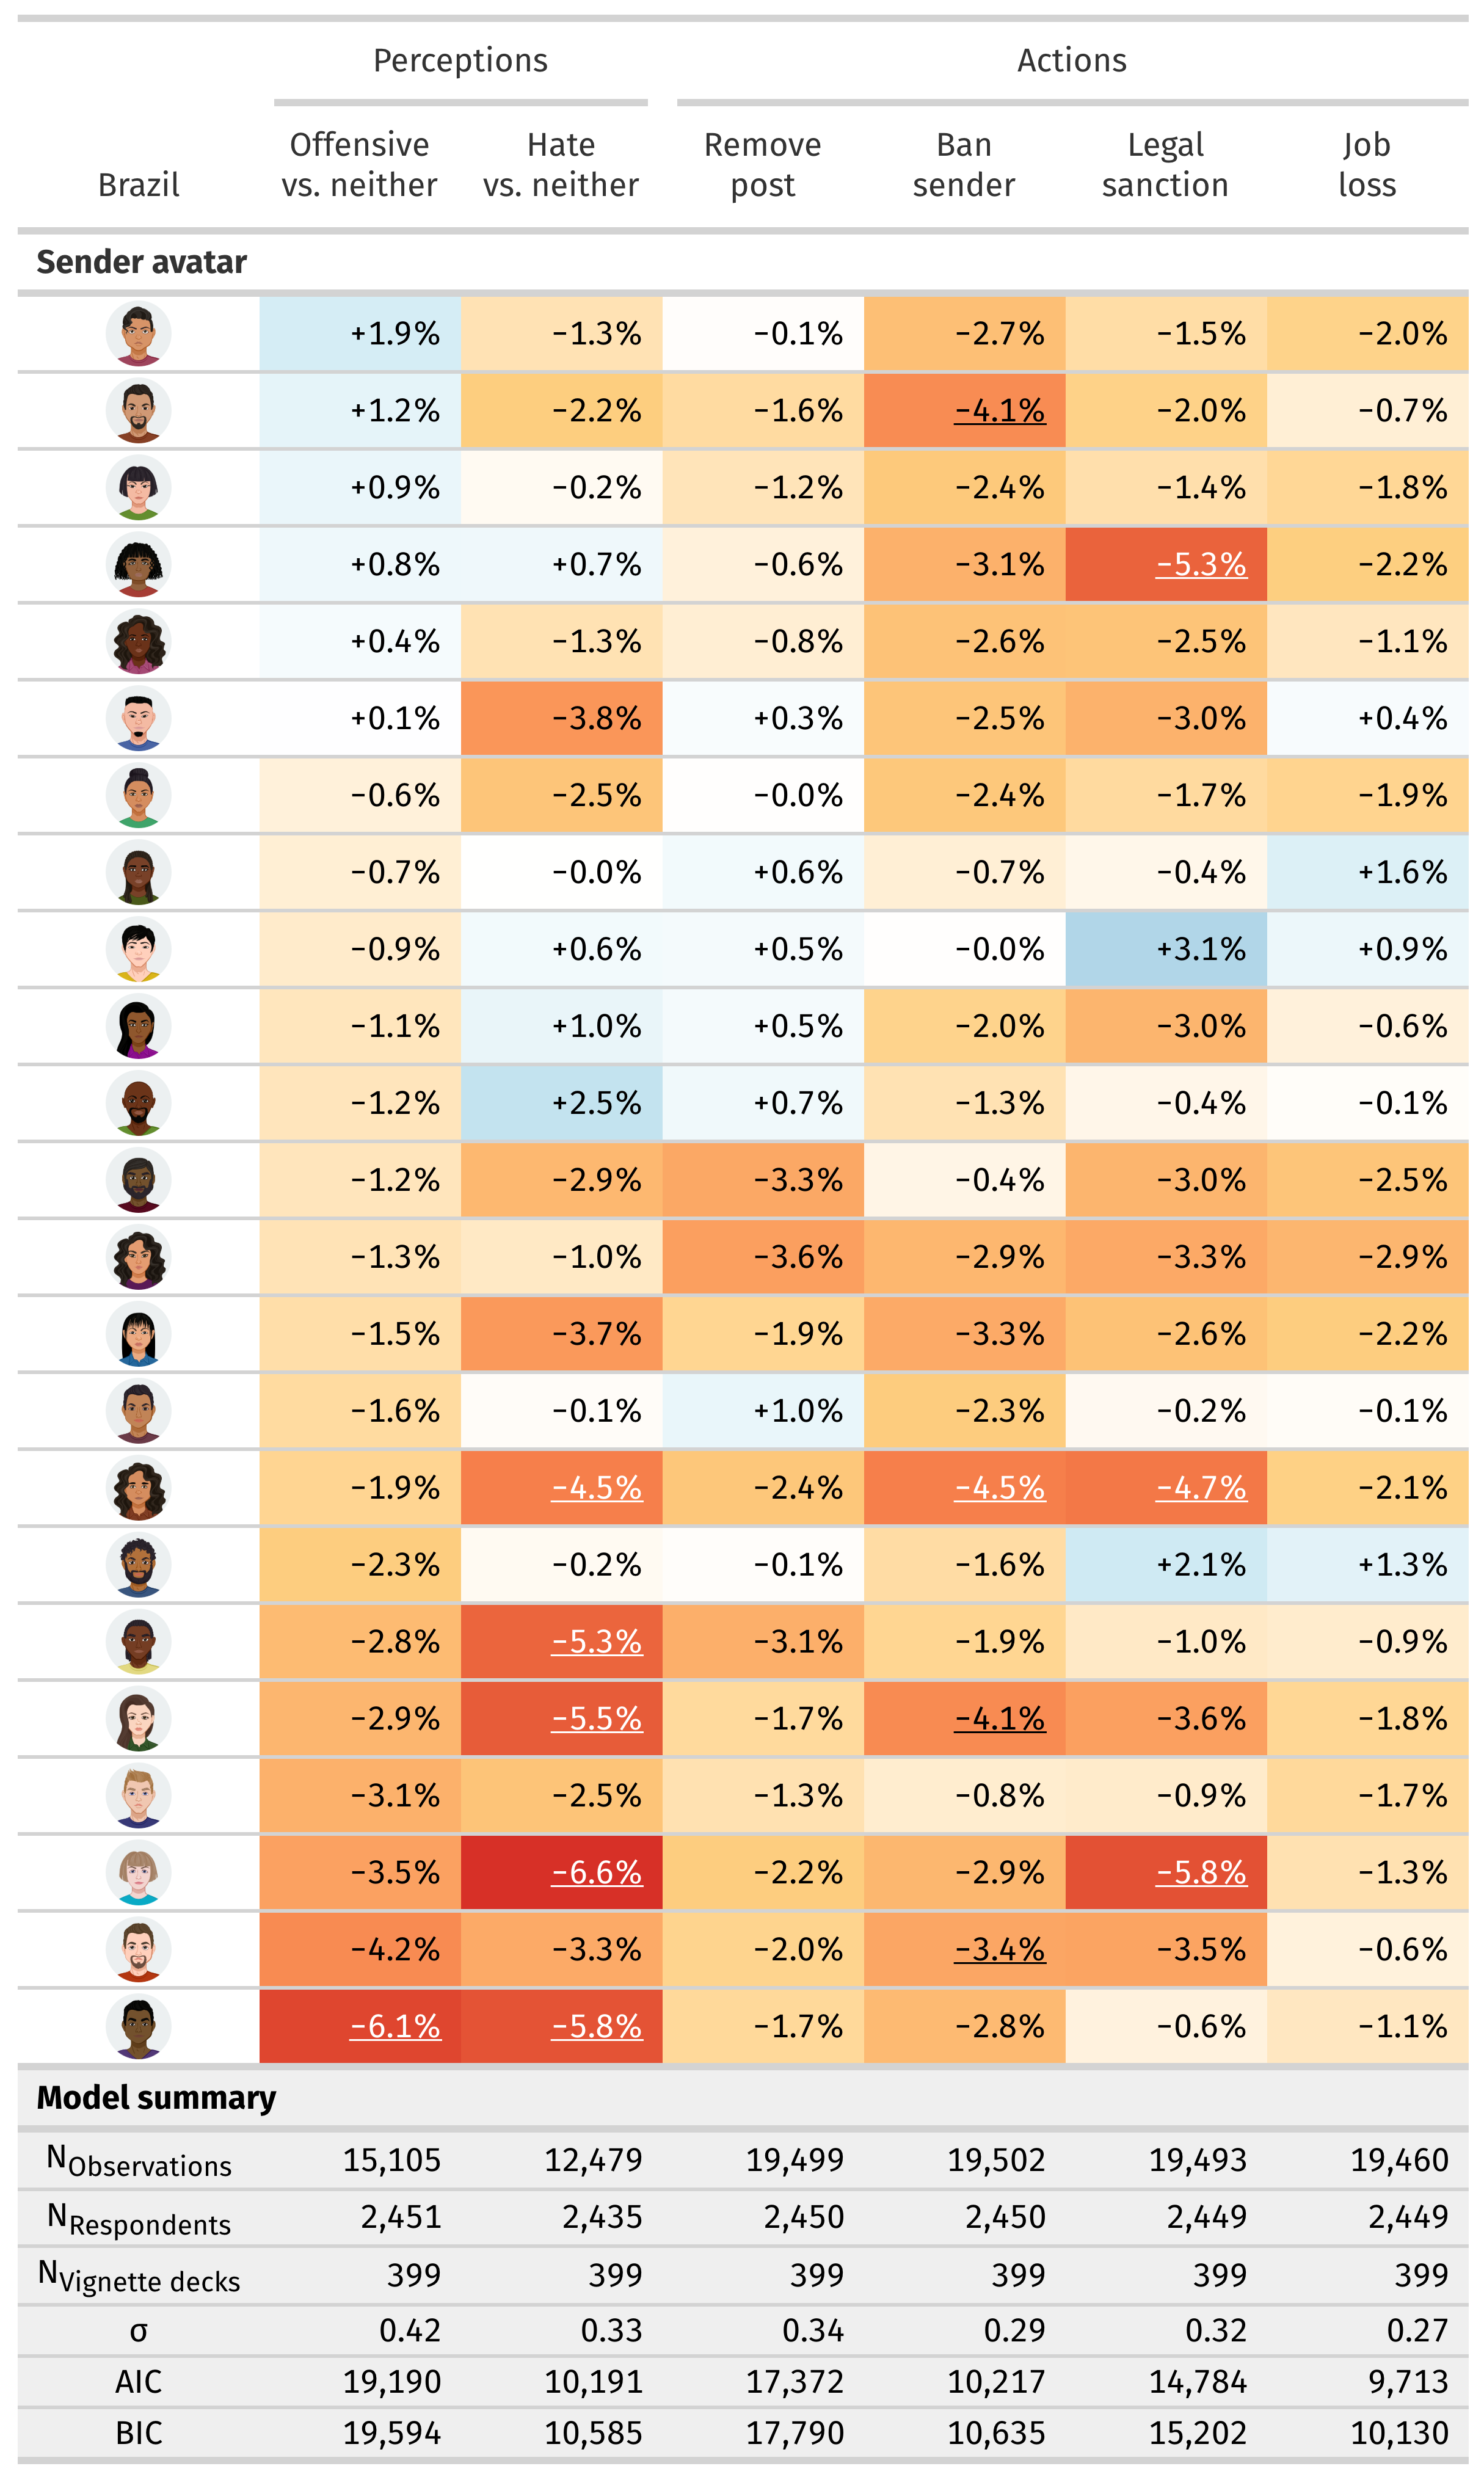 Perceptions Actions
Offensive vs. neither Hate vs. neither Remove post Ban sender Legal sanction Job loss
Brazil
Sender avatar
+1.9% −1.3% −0.1% −2.7% −1.5% −2.0%
+1.2% −2.2% −1.6% −4.1% −2.0% −0.7%
+0.9% −0.2% −1.2% −2.4% −1.4% −1.8%
+0.8% +0.7% −0.6% −3.1% −5.3% −2.2%
+0.4% −1.3% −0.8% −2.6% −2.5% −1.1%
+0.1% −3.8% +0.3% −2.5% −3.0% +0.4%
−0.6% −2.5% −0.0% −2.4% −1.7% −1.9%
−0.7% −0.0% +0.6% −0.7% −0.4% +1.6%
−0.9% +0.6% +0.5% −0.0% +3.1% +0.9%
−1.1% +1.0% +0.5% −2.0% −3.0% −0.6%
−1.2% +2.5% +0.7% −1.3% −0.4% −0.1%
−1.2% −2.9% −3.3% −0.4% −3.0% −2.5%
−1.3% −1.0% −3.6% −2.9% −3.3% −2.9%
−1.5% −3.7% −1.9% −3.3% −2.6% −2.2%
−1.6% −0.1% +1.0% −2.3% −0.2% −0.1%
−1.9% −4.5% −2.4% −4.5% −4.7% −2.1%
−2.3% −0.2% −0.1% −1.6% +2.1% +1.3%
−2.8% −5.3% −3.1% −1.9% −1.0% −0.9%
−2.9% −5.5% −1.7% −4.1% −3.6% −1.8%
−3.1% −2.5% −1.3% −0.8% −0.9% −1.7%
−3.5% −6.6% −2.2% −2.9% −5.8% −1.3%
−4.2% −3.3% −2.0% −3.4% −3.5% −0.6%
−6.1% −5.8% −1.7% −2.8% −0.6% −1.1%
Model summary
NObservations 15,105 12,479 19,499 19,502 19,493 19,460
NRespondents 2,451 2,435 2,450 2,450 2,449 2,449
NVignette decks 399 399 399 399 399 399
σ 0.42 0.33 0.34 0.29 0.32 0.27
AIC 19,190 10,191 17,372 10,217 14,784 9,713
BIC 19,594 10,585 17,790 10,635 15,202 10,130